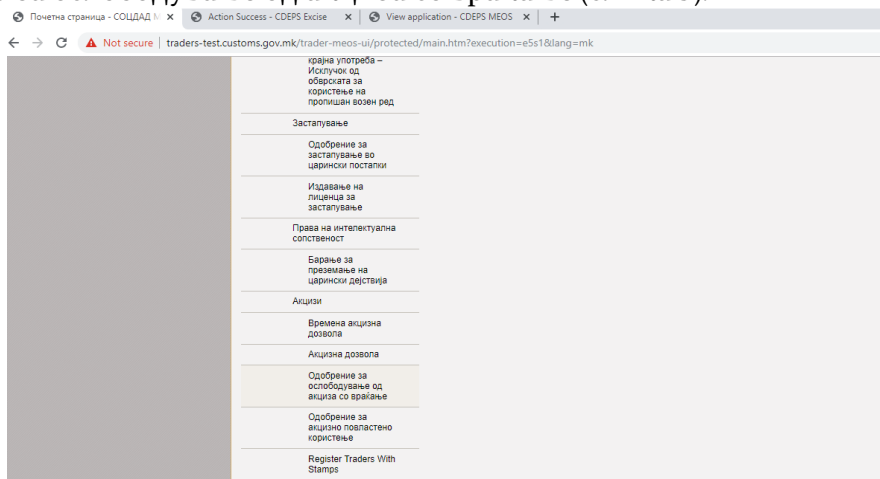 Почетна страница - СОЦДАД М
Action Success - CDEPS Excise
View application - CDEPS MEOS
Not secure | traders-test.customs.gov.mk/trader-meos-ui/protected/main.htm?execution=e5s1&lang=mk
крајна употреба –
Исклучок од
обврската за
користење на
пропишан возен ред
Застапување
Одобрение за
застапување во
царински постапки
Издавање на
лиценца за
застапување
Права на интелектуална
сопственост
Барање за
преземање на
царински дејствија
Акцизи
Времена акцизна
дозвола
Акцизна дозвола
Одобрение за
ослободување од
акциза со враќање
Одобрение за
акцизно повластено
користење
Register Traders With
Stamps